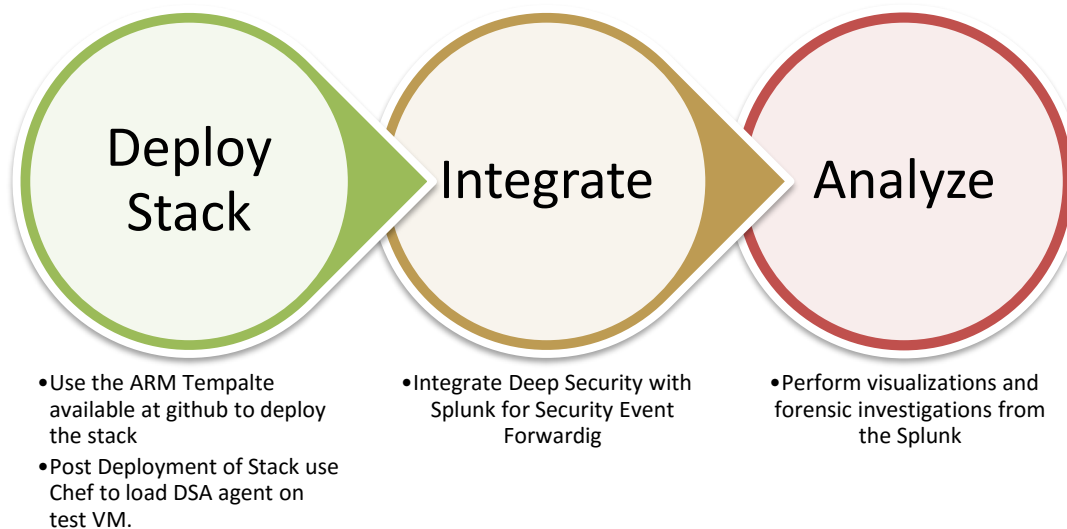 Deploy
Stack
Integrate
Analyze
•Use the ARM Tempalte
available at github to deploy
the stack
•Post Deployment of Stack use
Chef to load DSA agent on
test VM.
•Integrate Deep Security with
Splunk for Security Event
Forwardig
•Perform visualizations and
forensic investigations from
the Splunk